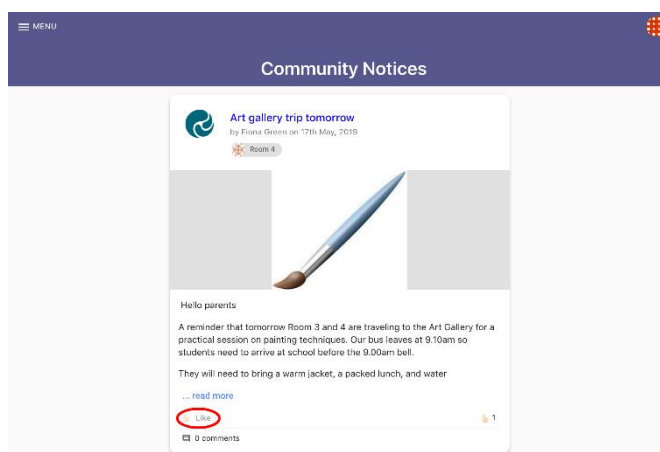 MENU
Community Notices
Art gallery trip tomorrow
by Fiona Green on 17th May, 2019
Room 4
Hello parents
A reminder that tomorrow Room 3 and 4 are traveling to the Art Gallery for a
practical session on painting techniques. Our bus leaves at 9.10am so
students need to arrive at school before the 9.00am bell.
They will need to bring a warm jacket, a packed lunch, and water
... read more
Like 1
0 comments